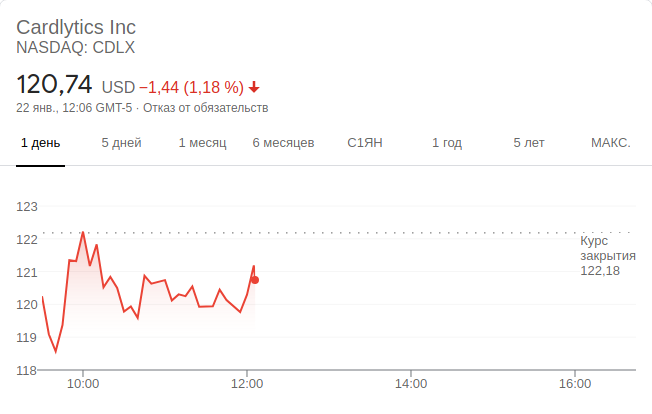 Cardlytics Inc
NASDAQ: CDLX
120,74 USD −1,44 (1,18 %)
22 янв., 12:06 GMT-5 · Отказ от обязательств
1 день 5 дней 1 месяц 6 месяцев С1ЯН 1 год 5 лет МАКС.
123
122
121
120
119
118
Курс
закрытия
122,18
10:00 12:00 14:00 16:00